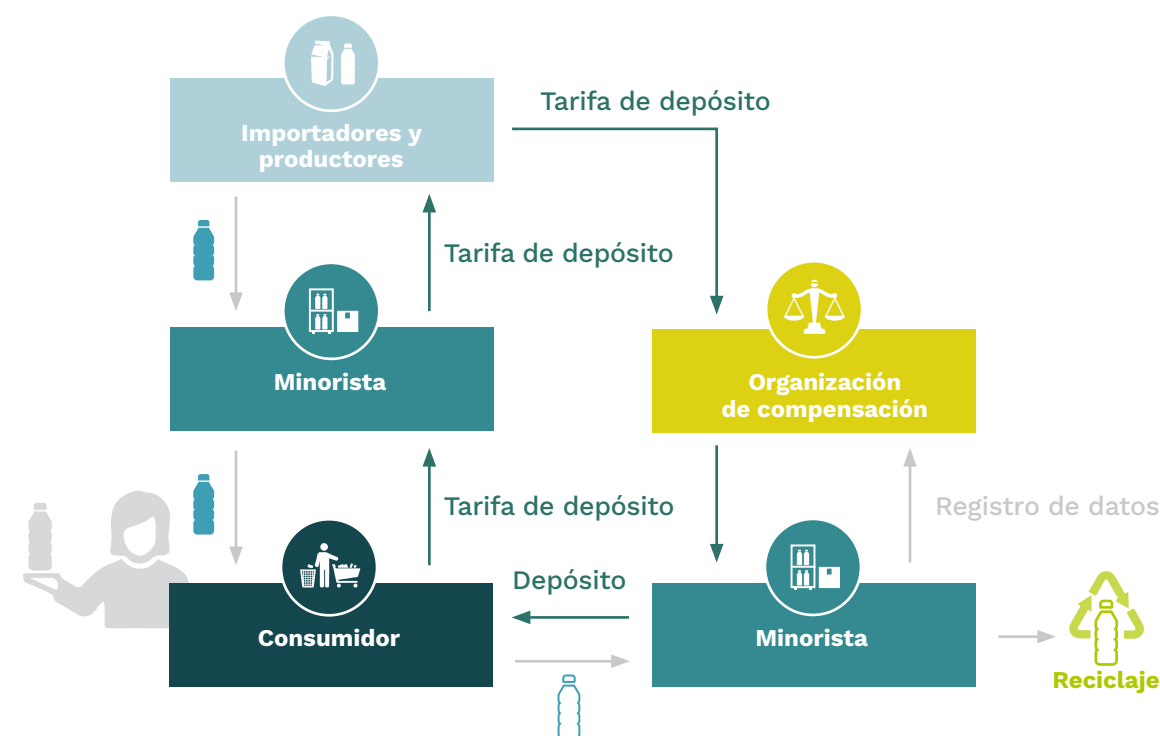 Tarifa de depósito
Importadores y
productores
Tarifa de depósito
Minorista
Organización
de compensación
Tarifa de depósito
Registro de datos
Depósito
Consumidor
Minorista
Reciclaje